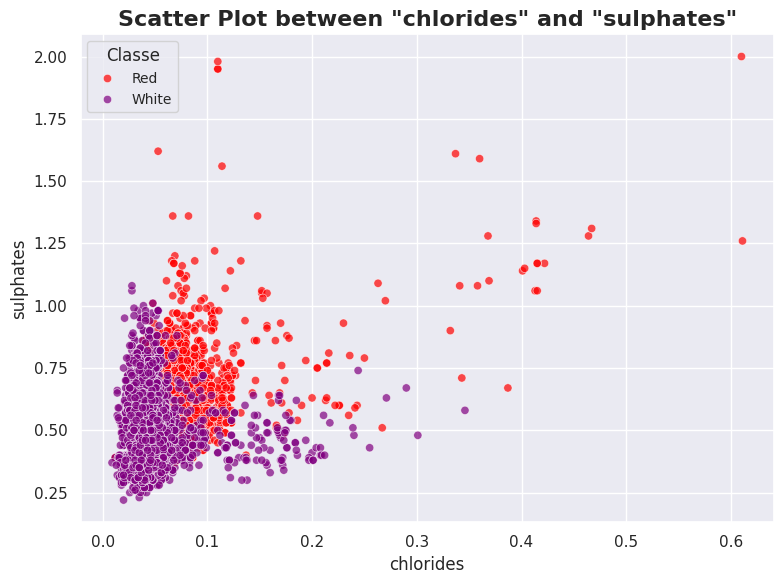 Scatter Plot between "chlorides" and "sulphates"
Classe
Red
White
2.00
1.75
1.50
1.25
1.00
0.75
0.50
0.25
sulphates
0.0 0.1 0.2 0.3 0.4 0.5 0.6
chlorides